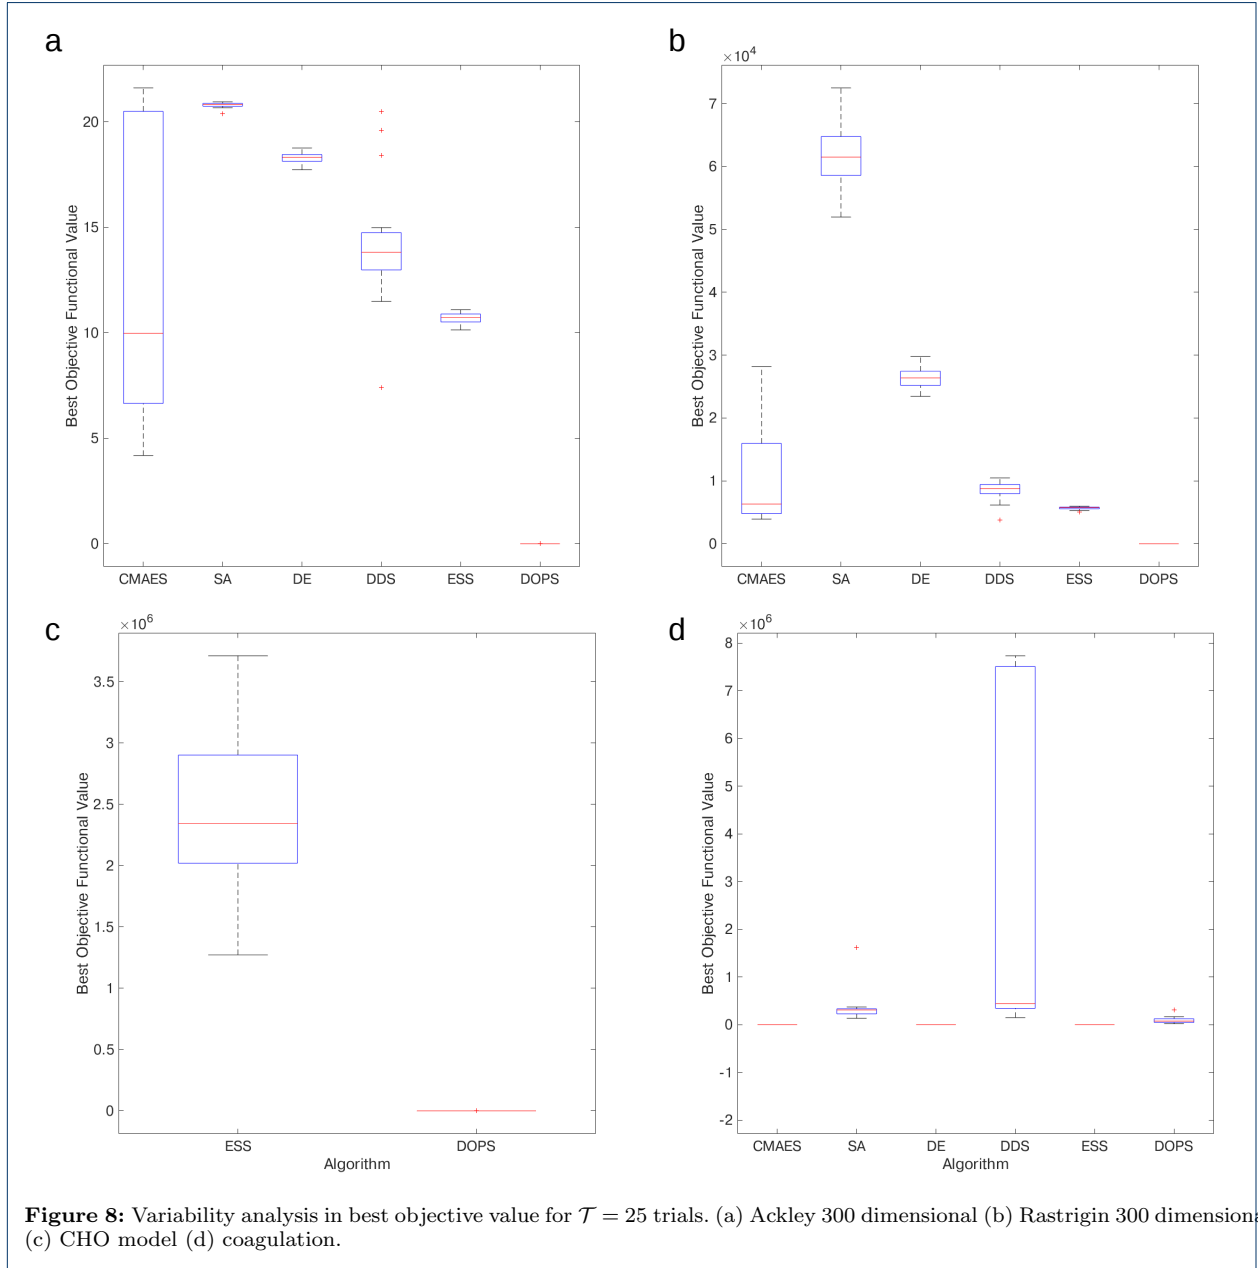 a
Best Objective Functional Value
20
15
10
5
0
CMAES SA DE DDS ESS DOPS
b
×10^4
Best Objective Functional Value
7
6
5
4
3
2
1
0
CMAES SA DE DDS ESS DOPS
c
×10^6
Best Objective Functional Value
3.5
3
2.5
2
1.5
1
0.5
0
ESS DOPS
Algorithm
d
×10^6
Best Objective Functional Value
8
7
6
5
4
3
2
1
0
-1
-2
CMAES SA DE DDS ESS DOPS
Algorithm
Figure 8: Variability analysis in best objective value for 𝒯 = 25 trials. (a) Ackley 300 dimensional (b) Rastrigin 300 dimensiona
(c) CHO model (d) coagulation.